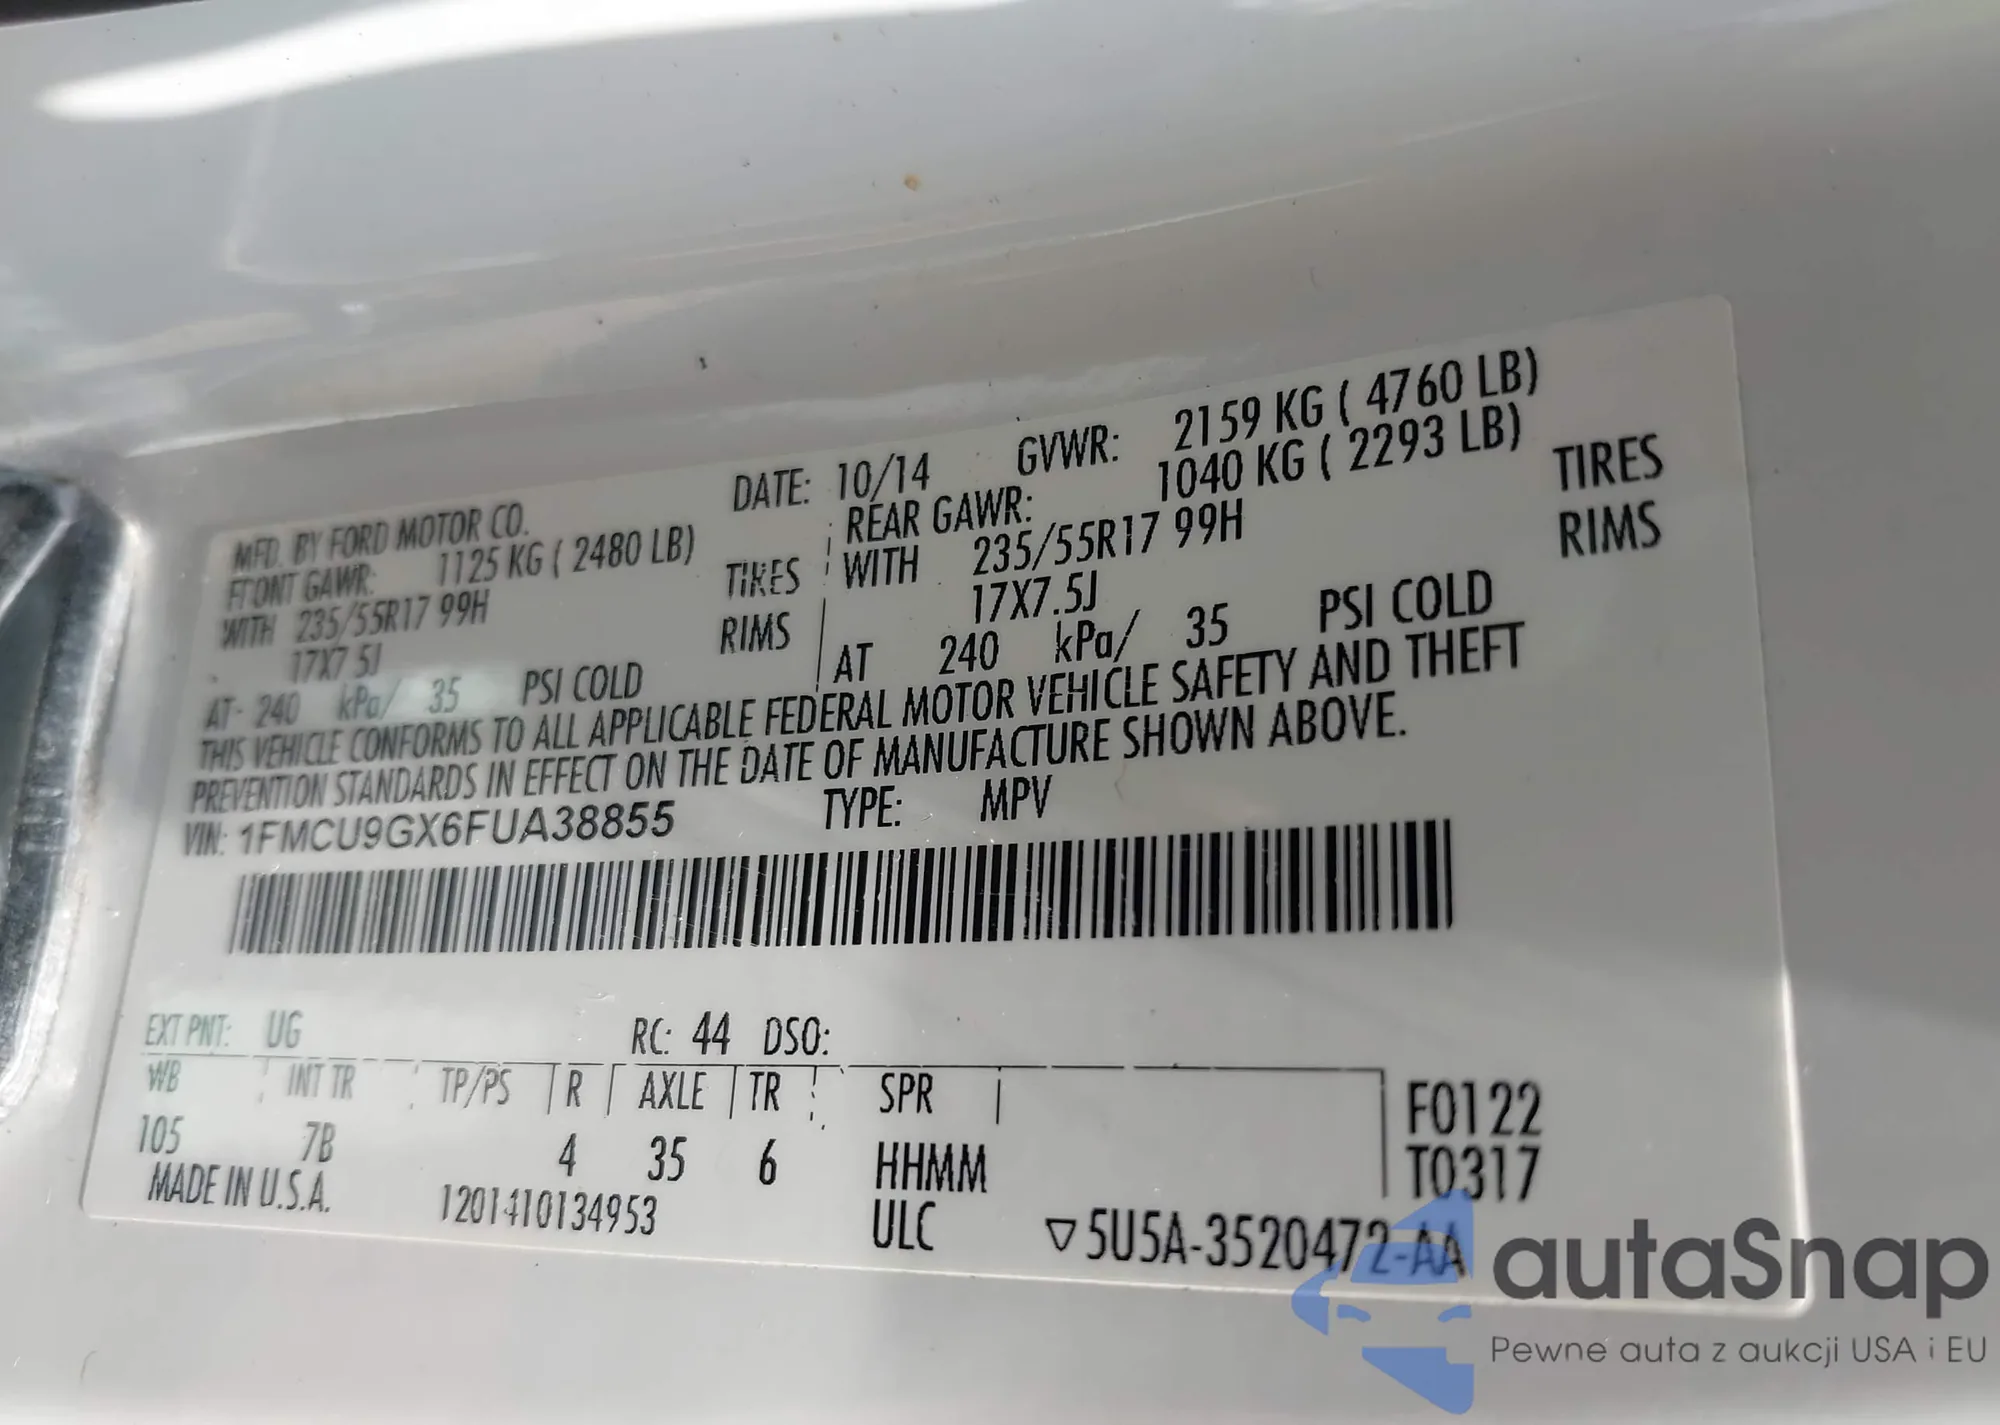 MFD. BY FORD MOTOR CO. DATE: 10/14 GVWR: 2159 KG ( 4760 LB)
FRONT GAWR: 1125 KG ( 2480 LB) REAR GAWR: 1040 KG ( 2293 LB)
WITH 235/55R17 99H TIRES WITH 235/55R17 99H TIRES
17X7.5J RIMS 17X7.5J RIMS
AT 240 kPa/ 35 PSI COLD AT 240 kPa/ 35 PSI COLD
THIS VEHICLE CONFORMS TO ALL APPLICABLE FEDERAL MOTOR VEHICLE SAFETY AND THEFT
PREVENTION STANDARDS IN EFFECT ON THE DATE OF MANUFACTURE SHOWN ABOVE.
VIN: 1FMCU9GX6FUA38855 TYPE: MPV
EXT PNT: UG RC: 44 DSO:
WB INT TR TP/PS R AXLE TR SPR F0122
105 7B 4 35 6 HHMM T0317
MADE IN U.S.A. 1201410134953 ULC ▽5U5A-3520472-AA
autaSnap
Pewne auta z aukcji USA i EU